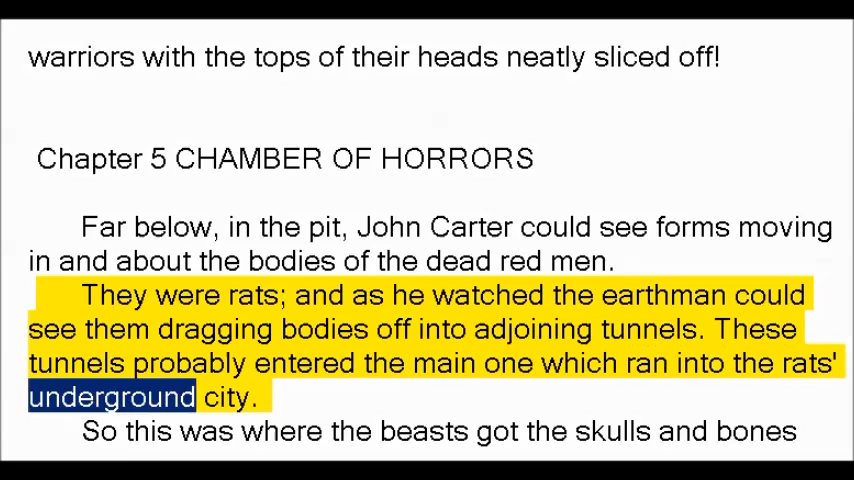 warriors with the tops of their heads neatly sliced off!
Chapter 5 CHAMBER OF HORRORS
Far below, in the pit, John Carter could see forms moving
in and about the bodies of the dead red men.
They were rats; and as he watched the earthman could
see them dragging bodies off into adjoining tunnels. These
tunnels probably entered the main one which ran into the rats'
underground city.
So this was where the beasts got the skulls and bones